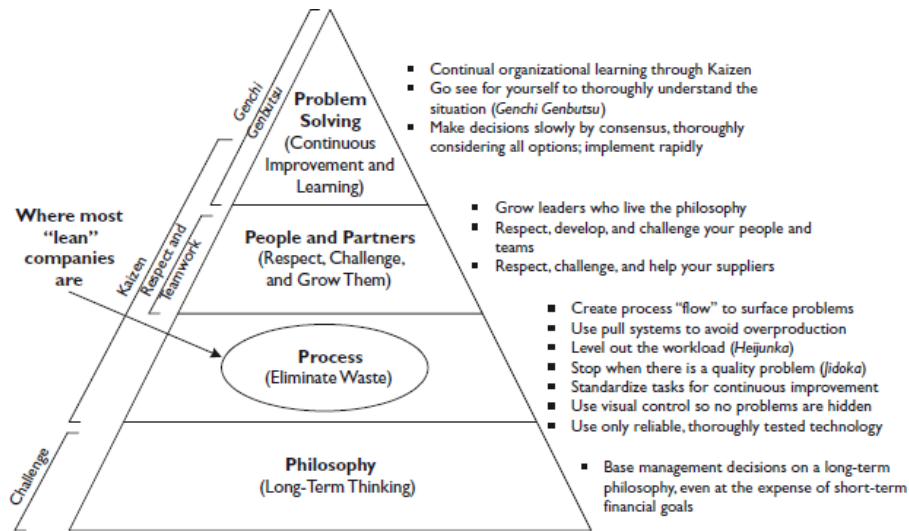 Genchi
Genbutsu
Problem
Solving
(Continuous
Improvement and
Learning)
▪ Continual organizational learning through Kaizen
▪ Go see for yourself to thoroughly understand the
situation (Genchi Genbutsu)
▪ Make decisions slowly by consensus, thoroughly
considering all options; implement rapidly
Where most
“lean”
companies
are
Kaizen
Respect and
Teamwork
People and Partners
(Respect, Challenge,
and Grow Them)
▪ Grow leaders who live the philosophy
▪ Respect, develop, and challenge your people and
teams
▪ Respect, challenge, and help your suppliers
Process
(Eliminate Waste)
▪ Create process “flow” to surface problems
▪ Use pull systems to avoid overproduction
▪ Level out the workload (Heijunka)
▪ Stop when there is a quality problem (Jidoka)
▪ Standardize tasks for continuous improvement
▪ Use visual control so no problems are hidden
▪ Use only reliable, thoroughly tested technology
Challenge
Philosophy
(Long-Term Thinking)
▪ Base management decisions on a long-term
philosophy, even at the expense of short-term
financial goals